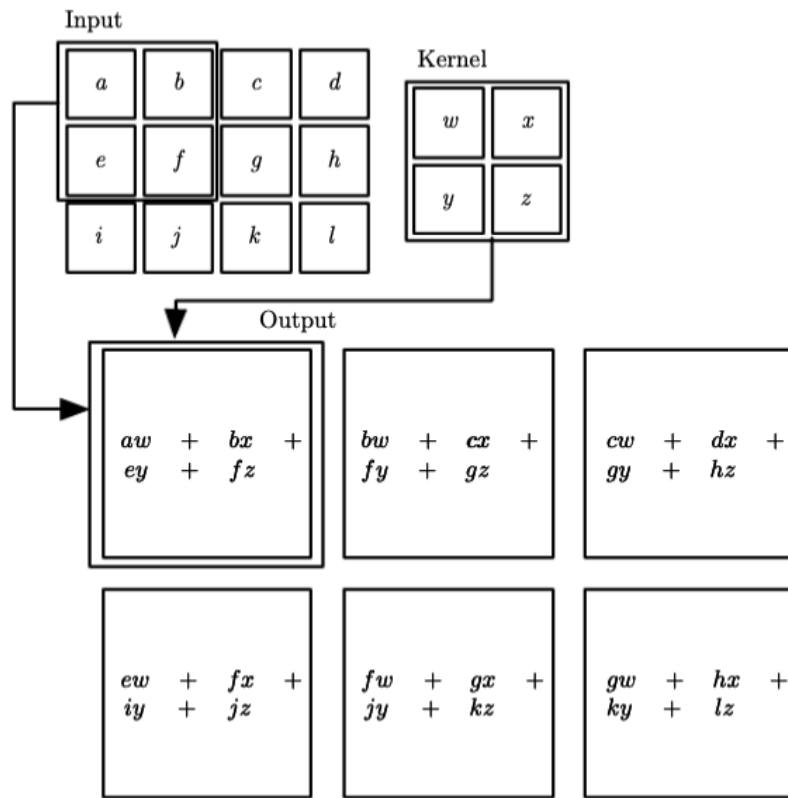 Input
a b c d
Kernel
e f g h
w x
i j k l
y z
Output
aw + bx +
ey + fz
bw + cx +
fy + gz
cw + dx +
gy + hz
ew + fx +
iy + jz
fw + gx +
jy + kz
gw + hx +
ky + lz